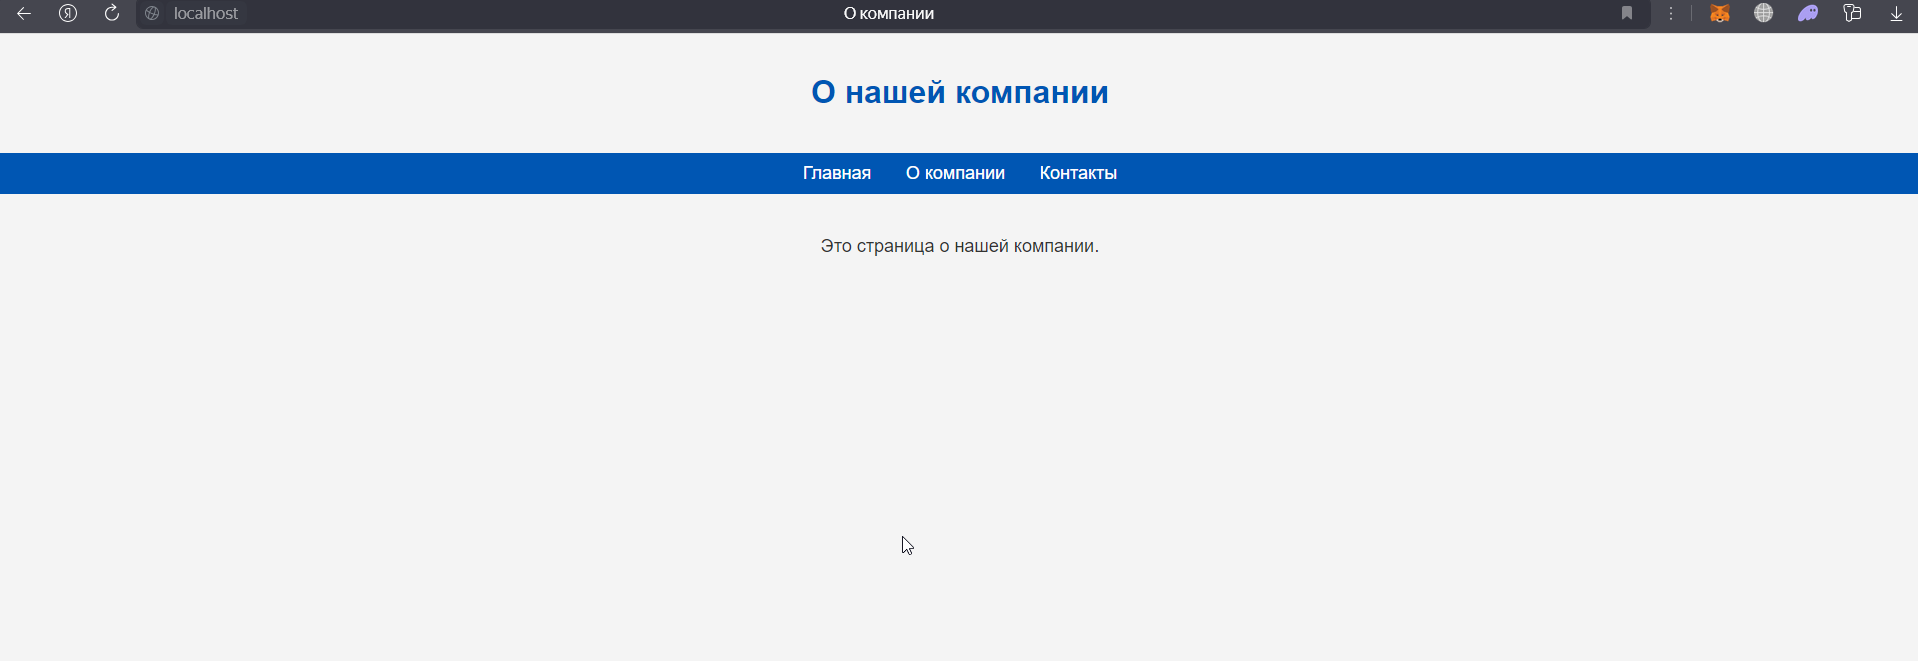 Я localhost О компании
О нашей компании
Главная О компании Контакты
Это страница о нашей компании.